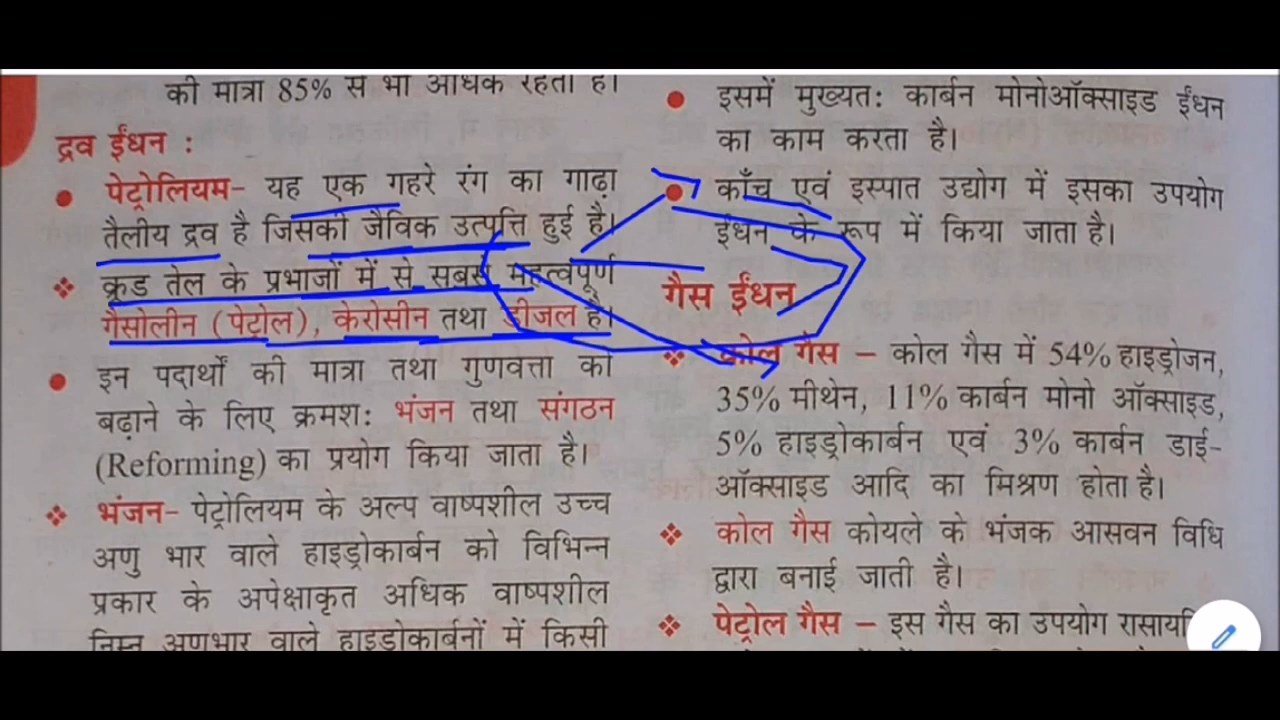 की मात्रा 85% से भी अधिक रहती है।
द्रव ईंधन :
पेट्रोलियम- यह एक गहरे रंग का गाढ़ा
तैलीय द्रव है जिसकी जैविक उत्पत्ति हुई है।
क्रूड तेल के प्रभाजों में से सबसे महत्वपूर्ण
गैसोलीन (पेट्रोल), केरोसीन तथा डीजल है।
इन पदार्थों की मात्रा तथा गुणवत्ता को
बढ़ाने के लिए क्रमश: भंजन तथा संगठन
(Reforming) का प्रयोग किया जाता है।
भंजन- पेट्रोलियम के अल्प वाष्पशील उच्च
अणु भार वाले हाइड्रोकार्बन को विभिन्न
प्रकार के अपेक्षाकृत अधिक वाष्पशील
निम्न अणुभार वाले हाइड्रोकार्बनों में किसी
इसमें मुख्यत: कार्बन मोनोऑक्साइड ईंधन
का काम करता है।
काँच एवं इस्पात उद्योग में इसका उपयोग
ईंधन के रूप में किया जाता है।
गैस ईंधन
कोल गैस – कोल गैस में 54% हाइड्रोजन,
35% मीथेन, 11% कार्बन मोनो ऑक्साइड,
5% हाइड्रोकार्बन एवं 3% कार्बन डाई-
ऑक्साइड आदि का मिश्रण होता है।
कोल गैस कोयले को भंजक आसवन विधि
द्वारा बनाई जाती है।
पेट्रोल गैस – इस गैस का उपयोग